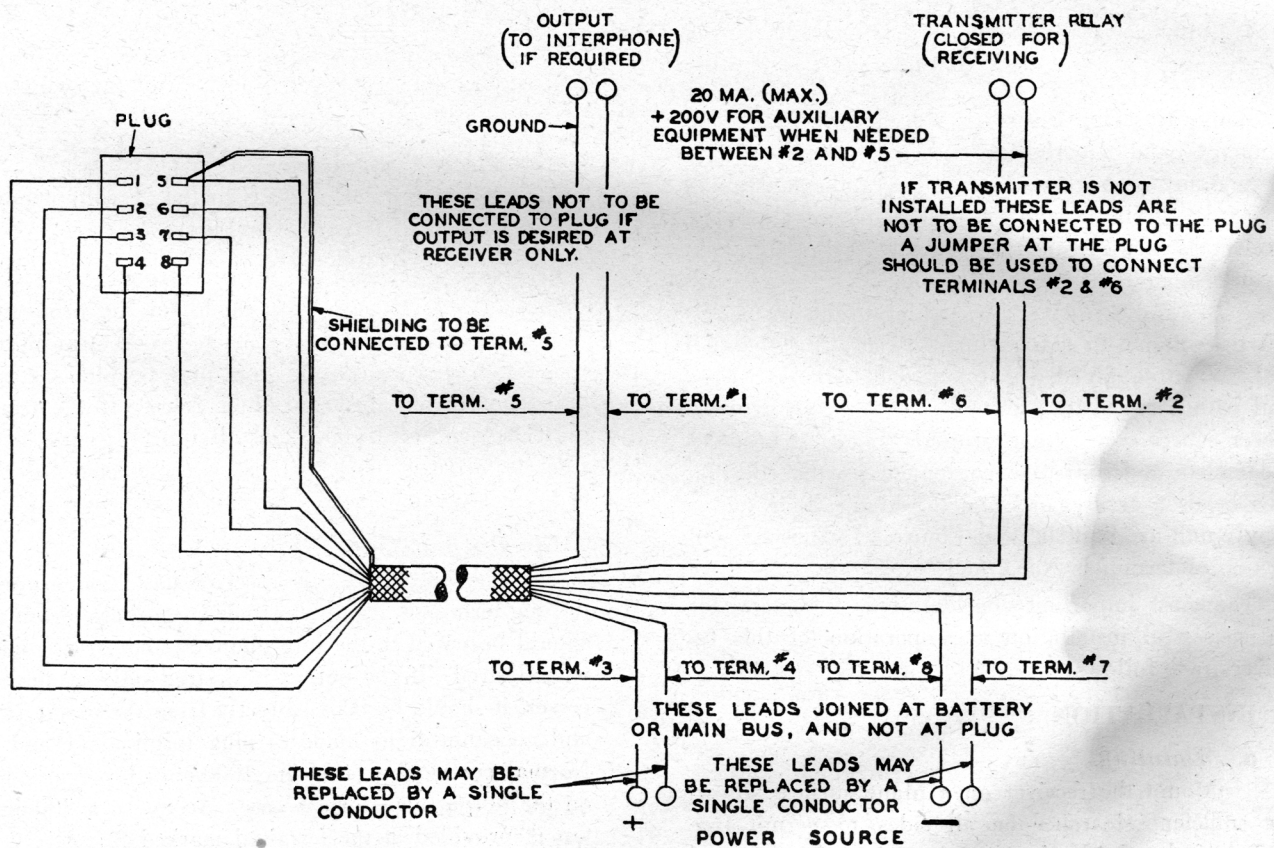 OUTPUT
(TO INTERPHONE)
IF REQUIRED
TRANSMITTER RELAY
(CLOSED FOR)
RECEIVING
20 MA. (MAX.)
+200V FOR AUXILIARY
EQUIPMENT WHEN NEEDED
BETWEEN #2 AND #5
GROUND
PLUG
1 5
2 6
3 7
4 8
THESE LEADS NOT TO BE
CONNECTED TO PLUG IF
OUTPUT IS DESIRED AT
RECEIVER ONLY.
IF TRANSMITTER IS NOT
INSTALLED THESE LEADS ARE
NOT TO BE CONNECTED TO THE PLUG
A JUMPER AT THE PLUG
SHOULD BE USED TO CONNECT
TERMINALS #2 & #6
SHIELDING TO BE
CONNECTED TO TERM. #5
TO TERM. #5
TO TERM. #1
TO TERM. #6
TO TERM. #2
TO TERM. #3
TO TERM. #4
TO TERM. #8
TO TERM. #7
THESE LEADS JOINED AT BATTERY
OR MAIN BUS, AND NOT AT PLUG
THESE LEADS MAY BE
REPLACED BY A SINGLE
CONDUCTOR
THESE LEADS MAY
BE REPLACED BY A
SINGLE CONDUCTOR
+
—
POWER SOURCE